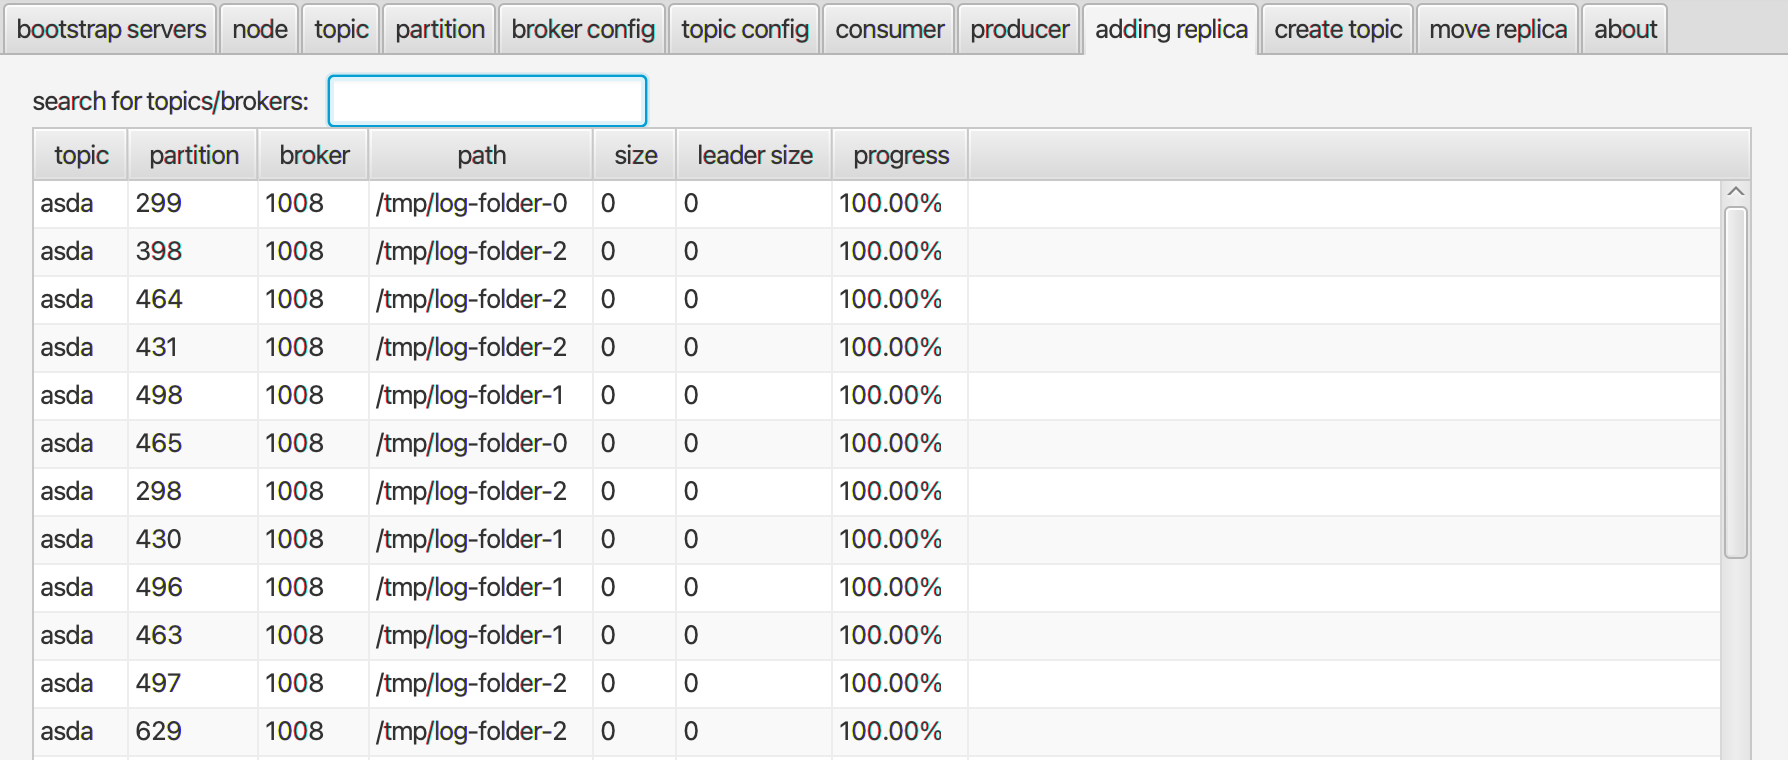 bootstrap servers node topic partition broker config topic config consumer producer adding replica create topic move replica about
search for topics/brokers:
topic partition broker path size leader size progress
asda 299 1008 /tmp/log-folder-0 0 0 100.00%
asda 398 1008 /tmp/log-folder-2 0 0 100.00%
asda 464 1008 /tmp/log-folder-2 0 0 100.00%
asda 431 1008 /tmp/log-folder-2 0 0 100.00%
asda 498 1008 /tmp/log-folder-1 0 0 100.00%
asda 465 1008 /tmp/log-folder-0 0 0 100.00%
asda 298 1008 /tmp/log-folder-2 0 0 100.00%
asda 430 1008 /tmp/log-folder-1 0 0 100.00%
asda 496 1008 /tmp/log-folder-1 0 0 100.00%
asda 463 1008 /tmp/log-folder-1 0 0 100.00%
asda 497 1008 /tmp/log-folder-2 0 0 100.00%
asda 629 1008 /tmp/log-folder-2 0 0 100.00%